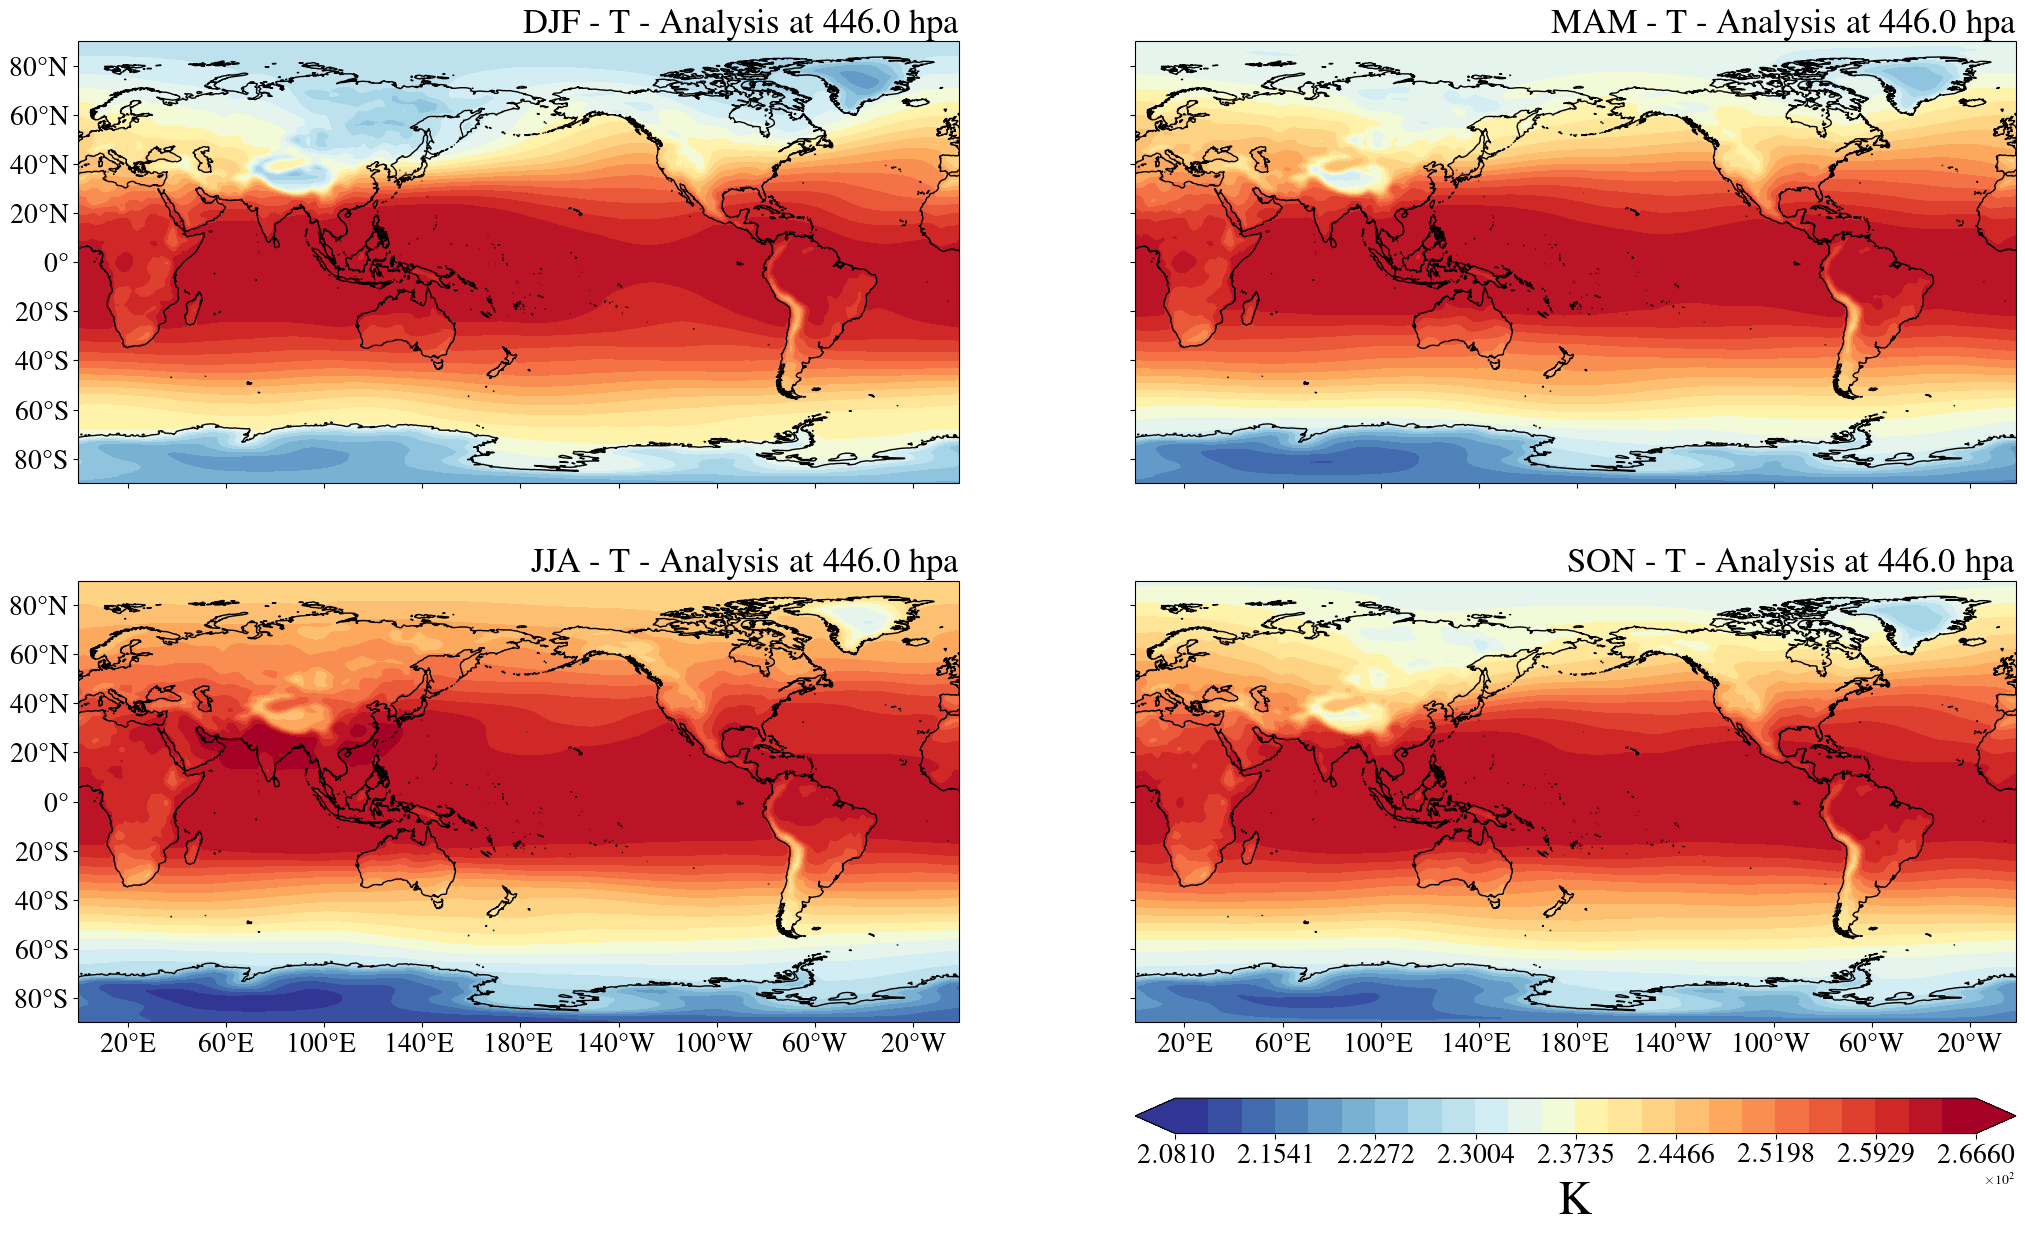 DJF - T - Analysis at 446.0 hpa
MAM - T - Analysis at 446.0 hpa
80°N
60°N
40°N
20°N
0°
20°S
40°S
60°S
80°S
JJA - T - Analysis at 446.0 hpa
SON - T - Analysis at 446.0 hpa
80°N
60°N
40°N
20°N
0°
20°S
40°S
60°S
80°S
20°E 60°E 100°E 140°E 180°E 140°W 100°W 60°W 20°W
20°E 60°E 100°E 140°E 180°E 140°W 100°W 60°W 20°W
2.0810 2.1541 2.2272 2.3004 2.3735 2.4466 2.5198 2.5929 2.6660
×10²
K